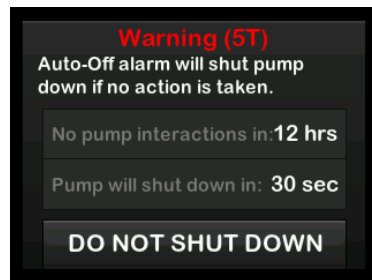 Warning (5T)
Auto-Off alarm will shut pump
down if no action is taken.
No pump interactions in:12 hrs
Pump will shut down in: 30 sec
DO NOT SHUT DOWN